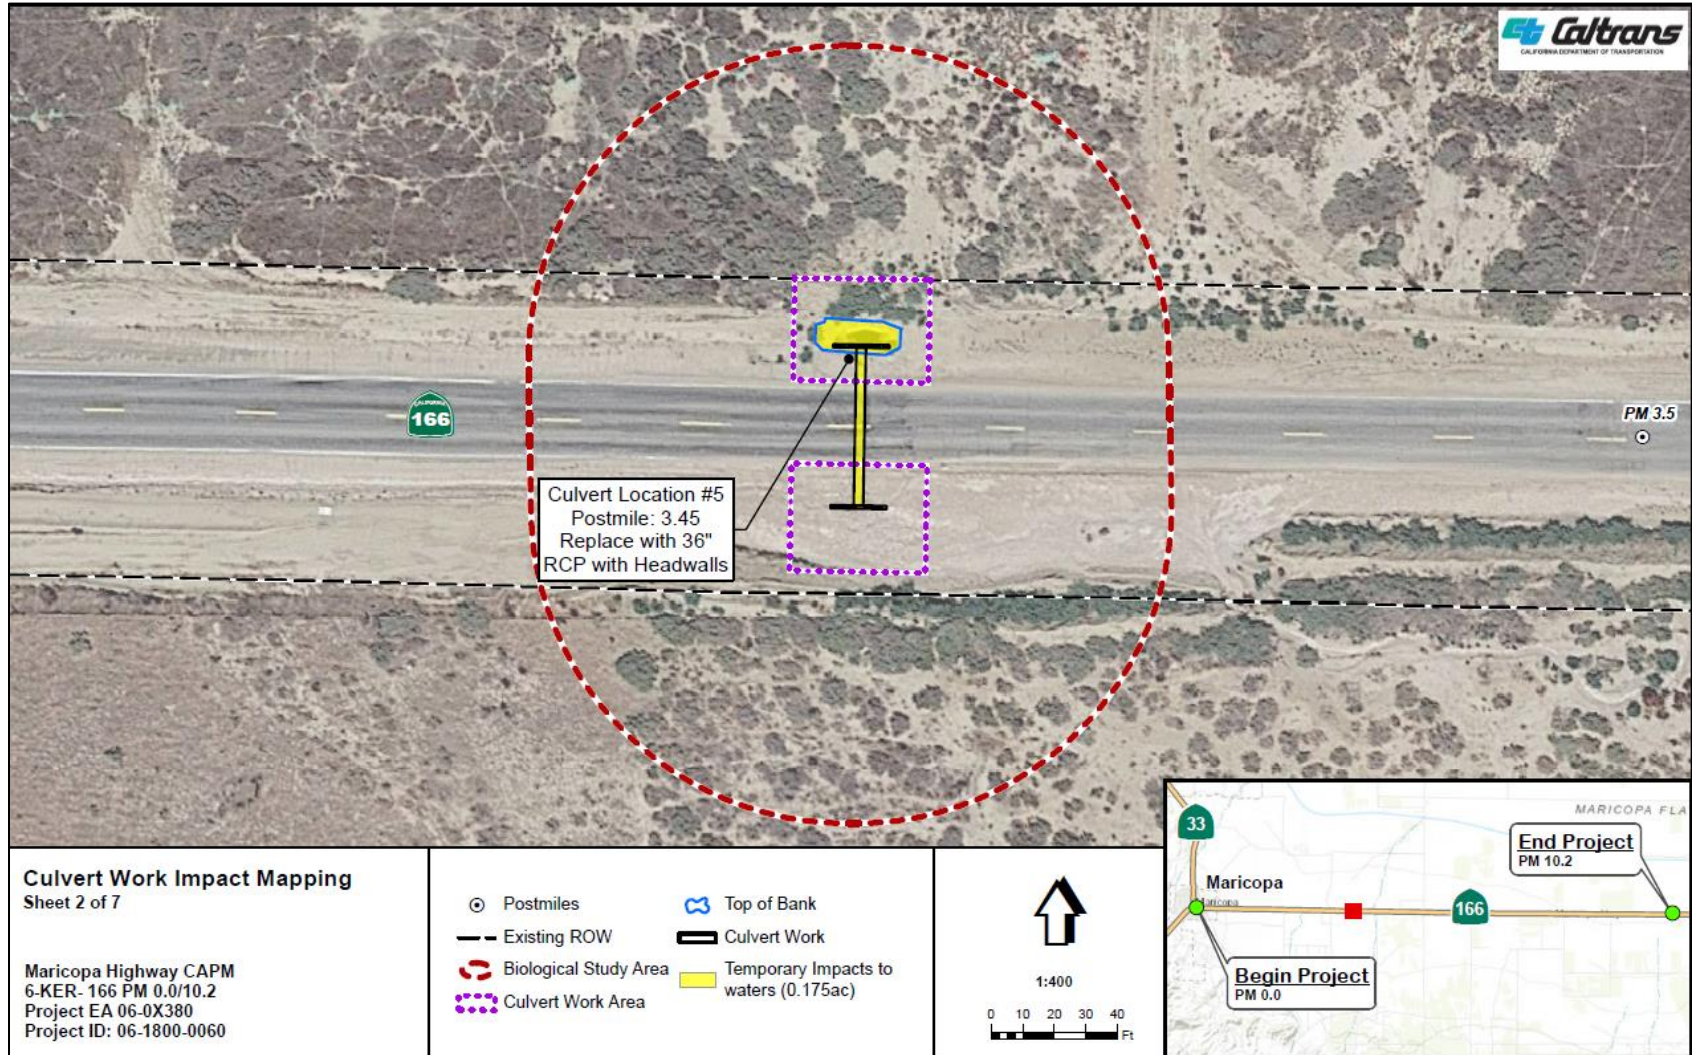 Caltrans
CALIFORNIA DEPARTMENT OF TRANSPORTATION
CALIFORNIA
166
PM 3.5
Culvert Location #5
Postmile: 3.45
Replace with 36"
RCP with Headwalls
Culvert Work Impact Mapping
Sheet 2 of 7
Maricopa Highway CAPM
6-KER- 166 PM 0.0/10.2
Project EA 06-0X380
Project ID: 06-1800-0060
Postmiles
Existing ROW
Biological Study Area
Culvert Work Area
Top of Bank
Culvert Work
Temporary Impacts to
waters (0.175ac)
1:400
0 10 20 30 40
Ft
33
MARICOPA FLA
End Project
PM 10.2
Maricopa
Maricopa
166
Begin Project
PM 0.0